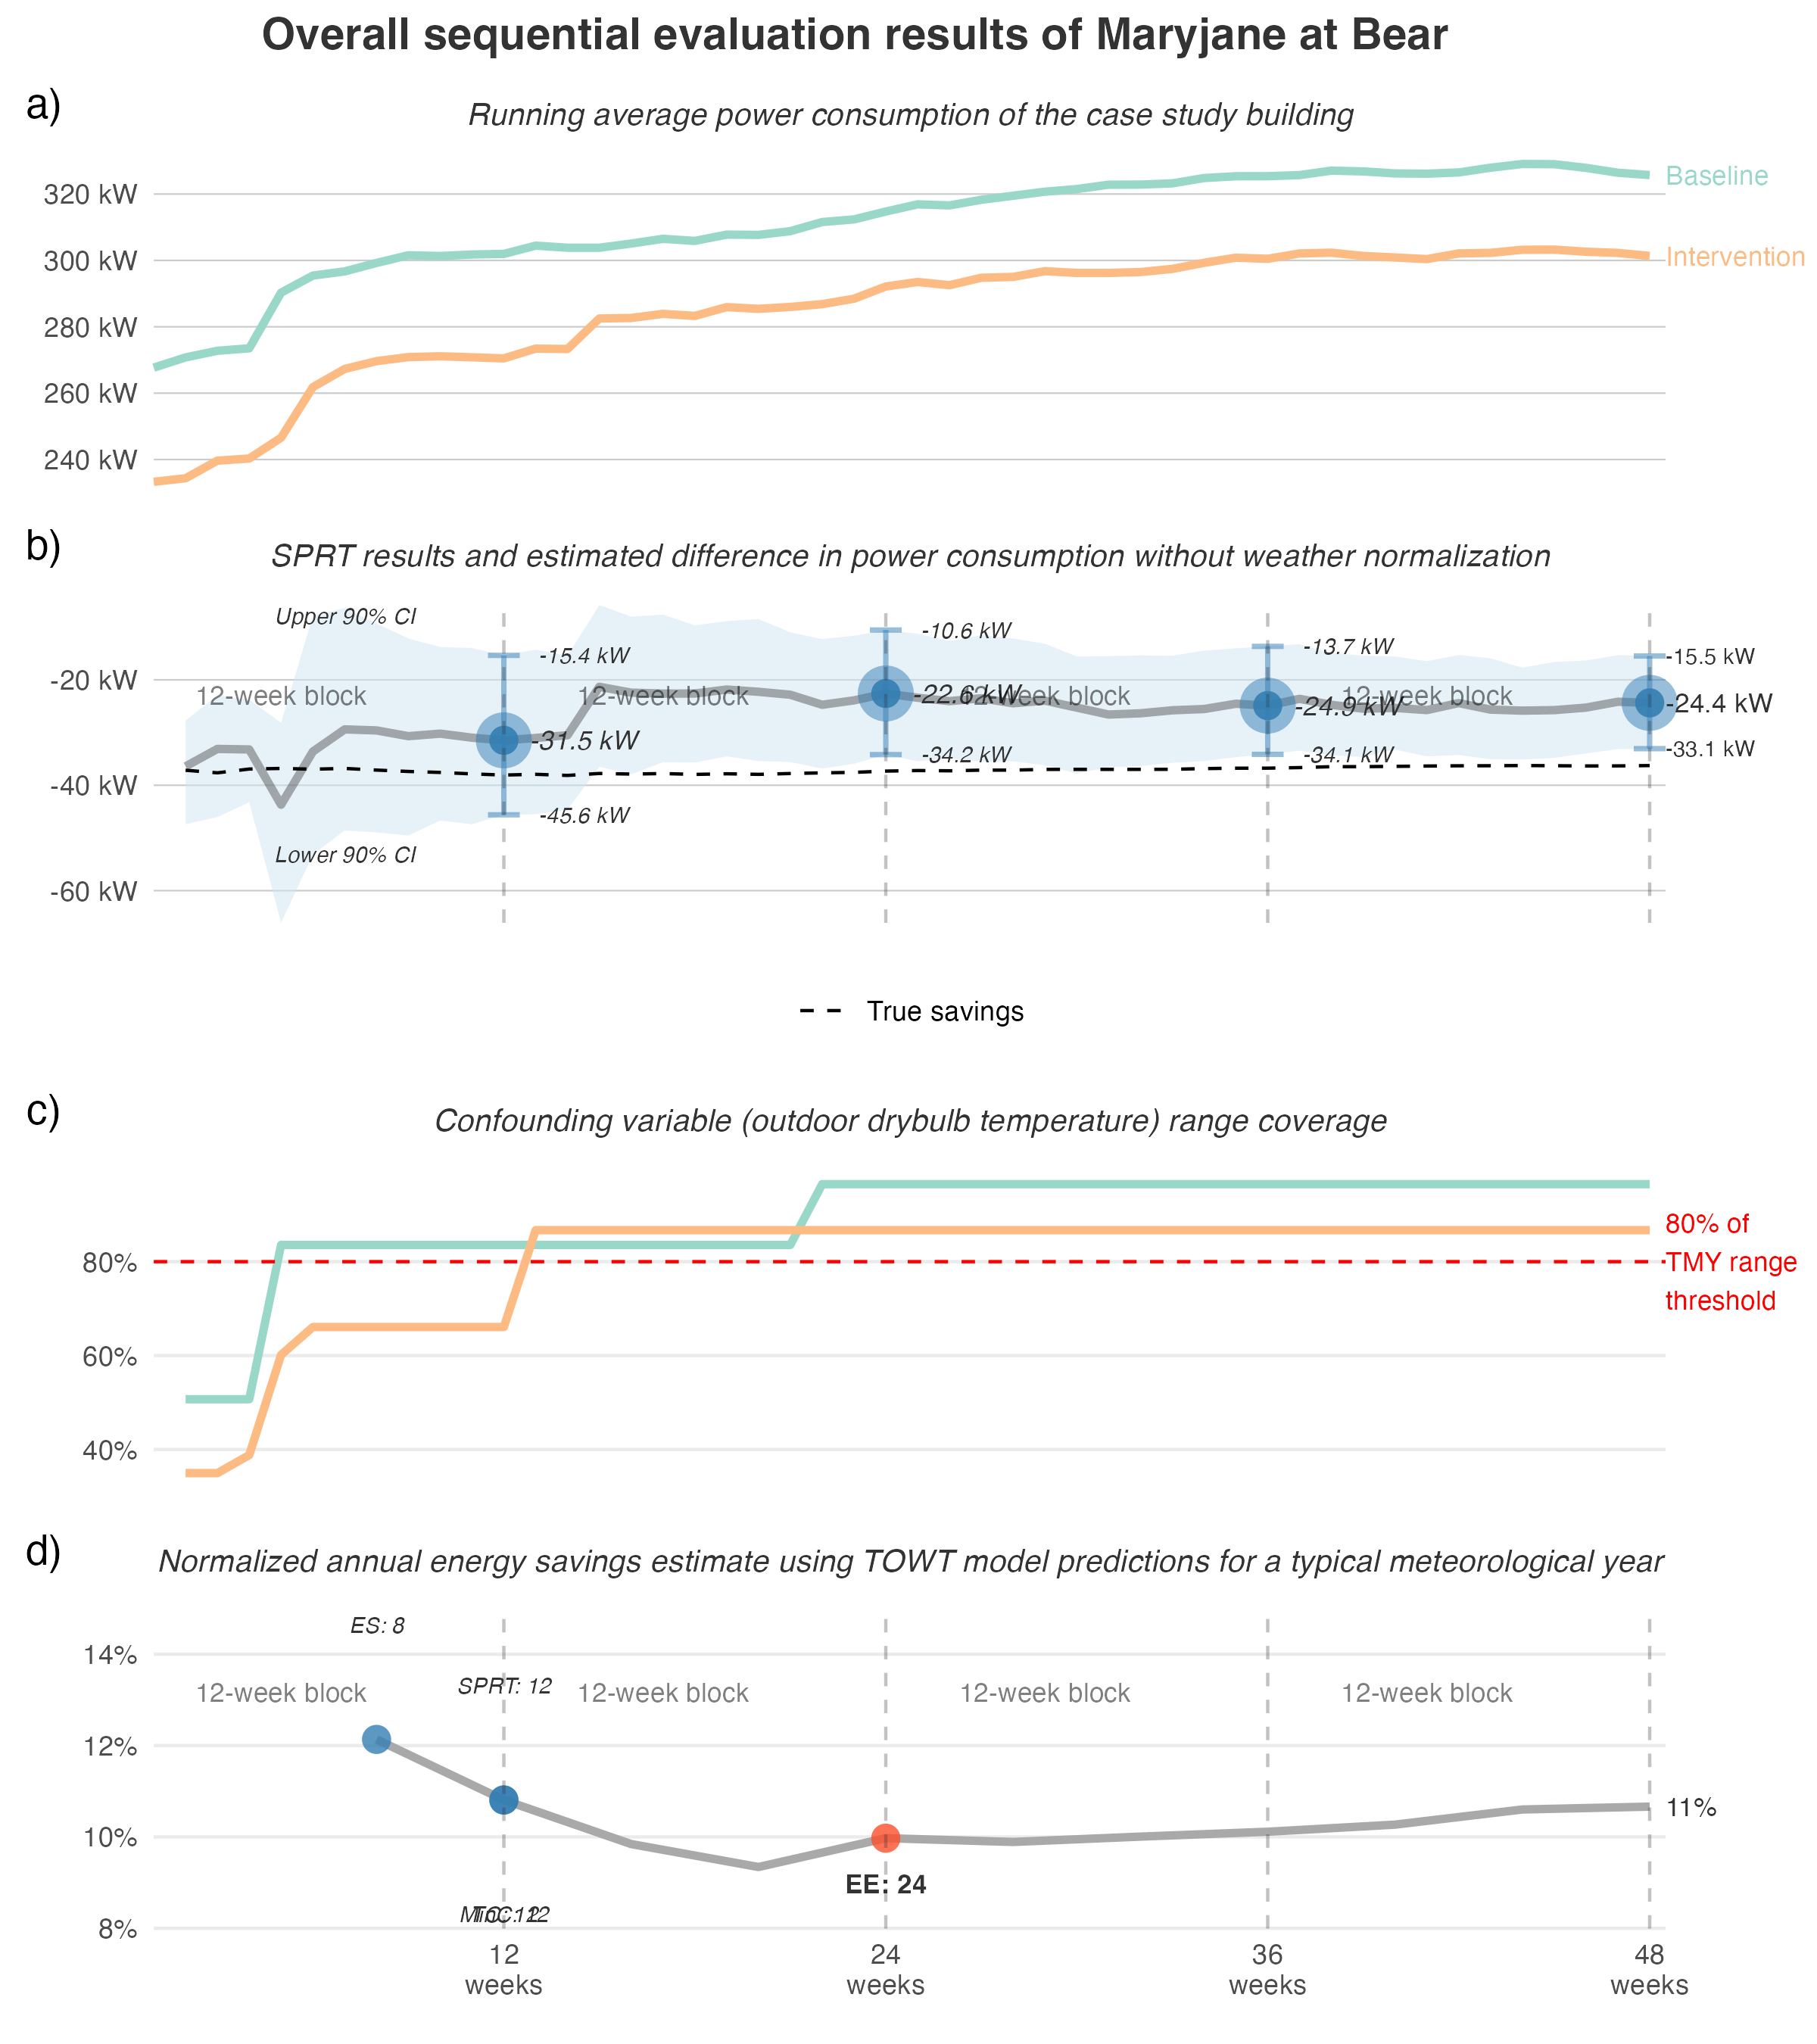 Overall sequential evaluation results of Maryjane at Bear
a)
Running average power consumption of the case study building
320 kW
300 kW
280 kW
260 kW
240 kW
Baseline
Intervention
b)
SPRT results and estimated difference in power consumption without weather normalization
Upper 90% CI
-15.4 kW
-10.6 kW
-13.7 kW
-15.5 kW
-20 kW
12-week block
12-week block
12-week block
12-week block
-31.5 kW
-22.6 kW
-24.9 kW
-24.4 kW
-34.2 kW
-34.1 kW
-33.1 kW
-40 kW
-45.6 kW
Lower 90% CI
-60 kW
True savings
c)
Confounding variable (outdoor drybulb temperature) range coverage
80%
60%
40%
80% of
TMY range
threshold
d)
Normalized annual energy savings estimate using TOWT model predictions for a typical meteorological year
ES: 8
14%
SPRT: 12
12-week block
12-week block
12-week block
12-week block
12%
10%
11%
EE: 24
8%
12
weeks
24
weeks
36
weeks
48
weeks